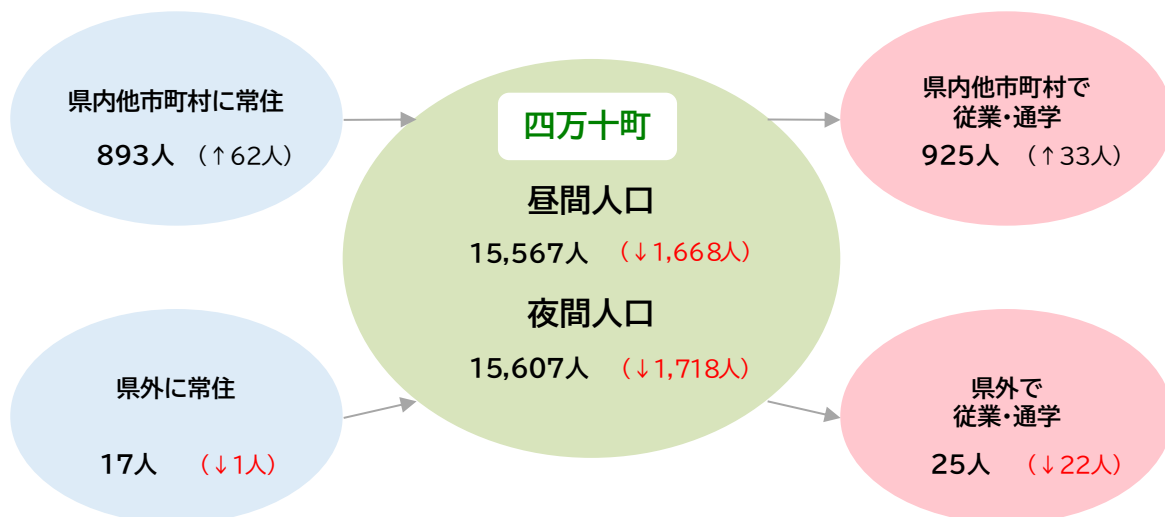 県内他市町村に常住
893人 (↑62人)
県外に常住
17人 (↓1人)
四万十町
昼間人口
15,567人 (↓1,668人)
夜間人口
15,607人 (↓1,718人)
県内他市町村で
従業・通学
925人 (↑33人)
県外で
従業・通学
25人 (↓22人)